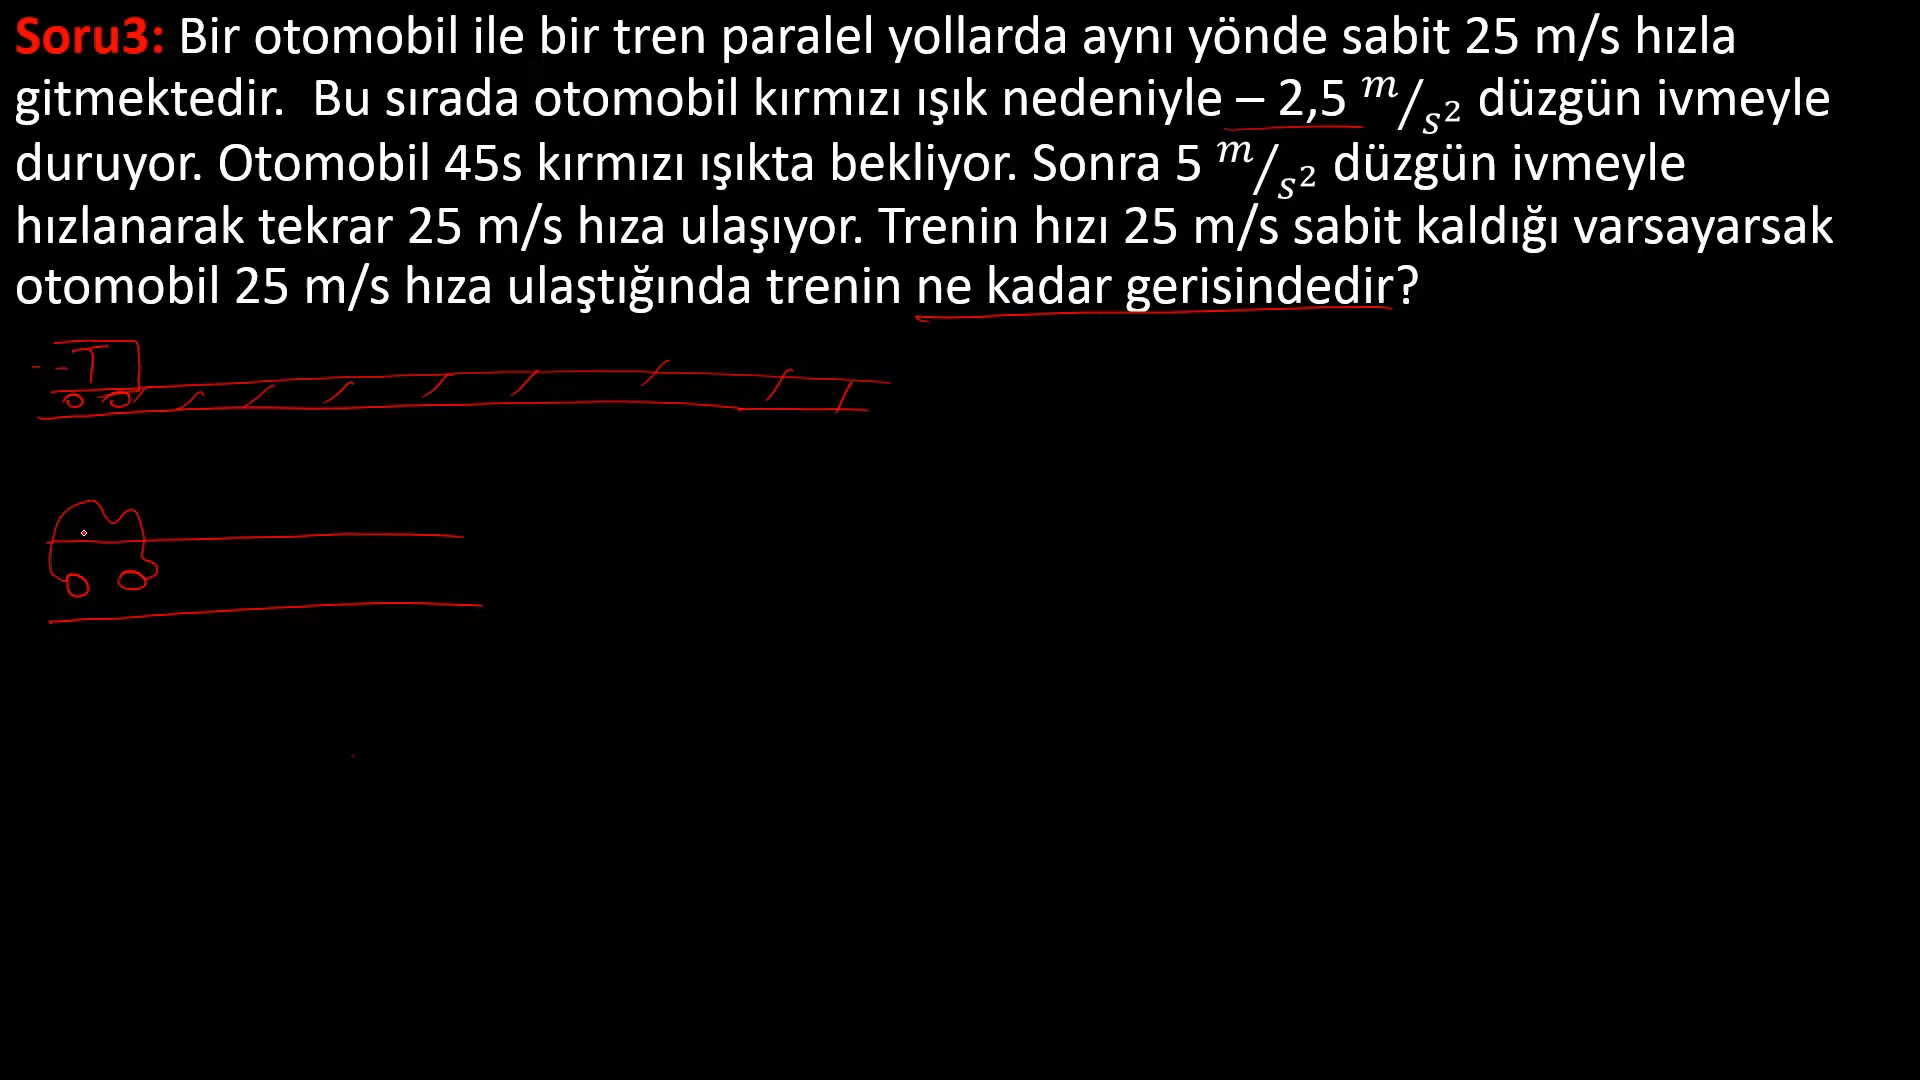 Soru3: Bir otomobil ile bir tren paralel yollarda aynı yönde sabit 25 m/s hızla
gitmektedir. Bu sırada otomobil kırmızı ışık nedeniyle – 2,5 m/s² düzgün ivmeyle
duruyor. Otomobil 45s kırmızı ışıkta bekliyor. Sonra 5 m/s² düzgün ivmeyle
hızlanarak tekrar 25 m/s hıza ulaşıyor. Trenin hızı 25 m/s sabit kaldığı varsayarsak
otomobil 25 m/s hıza ulaştığında trenin ne kadar gerisindedir?
T